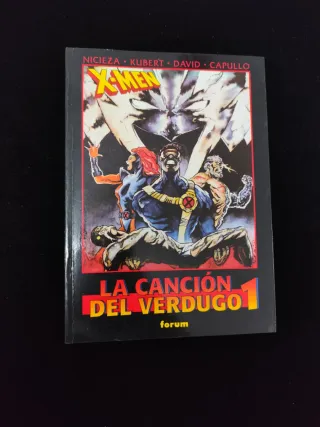 NICIEZA • KUBERT • DAVID • CAPULLO
X-MEN
LA CANCIÓN
DEL VERDUGO 1
forum